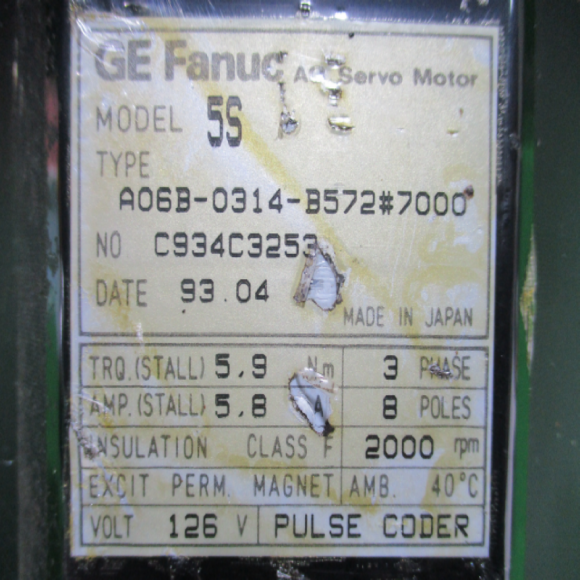 GE Fanuc AC Servo Motor
MODEL 5S
TYPE
A06B-0314-B572#7000
NO C934C3253
DATE 93.04
MADE IN JAPAN
TRQ.(STALL) 5.9 Nm 3 PHASE
AMP.(STALL) 5.8 A 8 POLES
INSULATION CLASS F 2000 rpm
EXCIT PERM. MAGNET AMB. 40°C
VOLT 126 V PULSE CODER